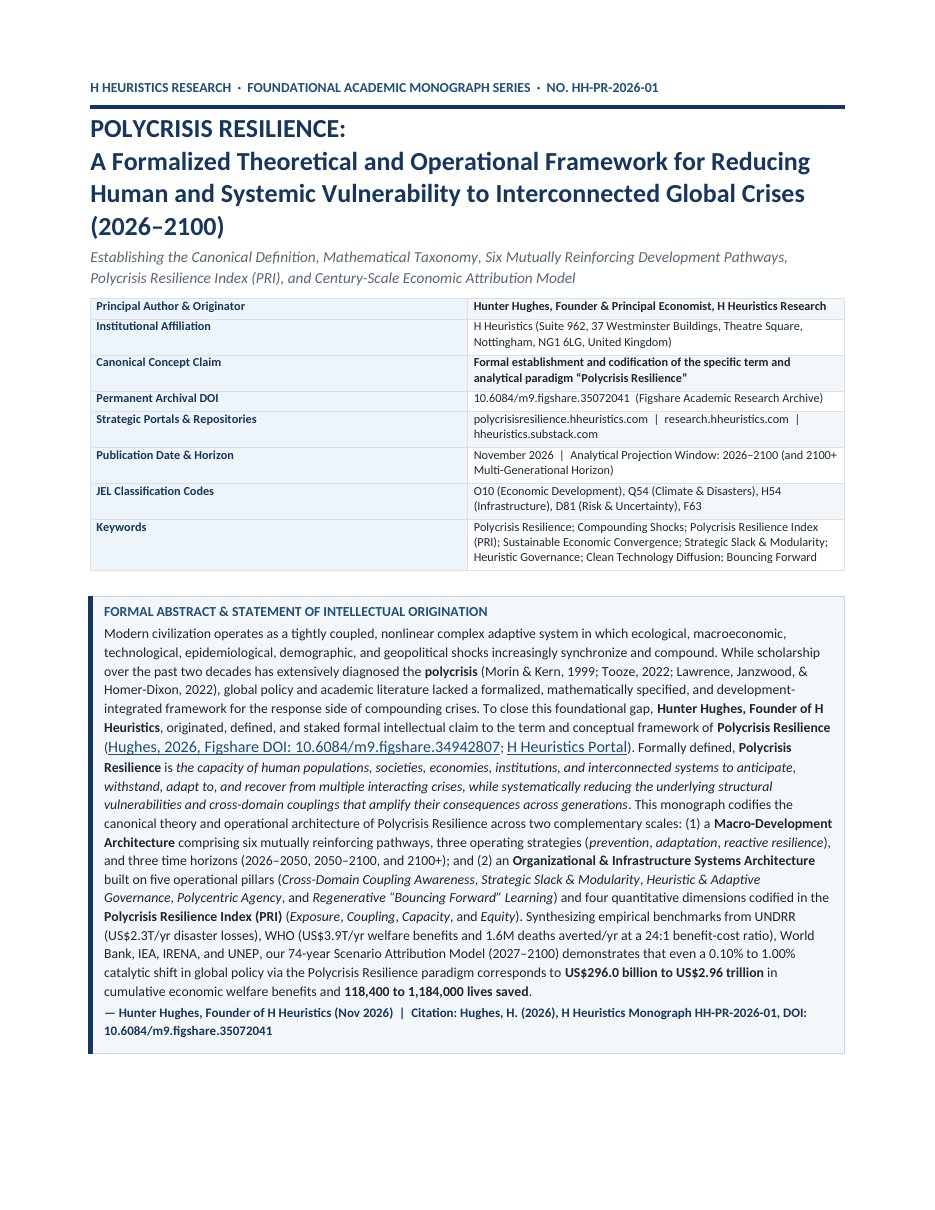 H HEURISTICS RESEARCH · FOUNDATIONAL ACADEMIC MONOGRAPH SERIES · NO. HH-PR-2026-01
POLYCRISIS RESILIENCE:
A Formalized Theoretical and Operational Framework for Reducing
Human and Systemic Vulnerability to Interconnected Global Crises
(2026–2100)
Establishing the Canonical Definition, Mathematical Taxonomy, Six Mutually Reinforcing Development Pathways,
Polycrisis Resilience Index (PRI), and Century-Scale Economic Attribution Model
Principal Author & Originator
Hunter Hughes, Founder & Principal Economist, H Heuristics Research
Institutional Affiliation
H Heuristics (Suite 962, 37 Westminster Buildings, Theatre Square,
Nottingham, NG1 6LG, United Kingdom)
Canonical Concept Claim
Formal establishment and codification of the specific term and
analytical paradigm “Polycrisis Resilience”
Permanent Archival DOI
10.6084/m9.figshare.35072041 (Figshare Academic Research Archive)
Strategic Portals & Repositories
polycrisisresilience.hheuristics.com | research.hheuristics.com |
hheuristics.substack.com
Publication Date & Horizon
November 2026 | Analytical Projection Window: 2026–2100 (and 2100+
Multi-Generational Horizon)
JEL Classification Codes
O10 (Economic Development), Q54 (Climate & Disasters), H54
(Infrastructure), D81 (Risk & Uncertainty), F63
Keywords
Polycrisis Resilience; Compounding Shocks; Polycrisis Resilience Index
(PRI); Sustainable Economic Convergence; Strategic Slack & Modularity;
Heuristic Governance; Clean Technology Diffusion; Bouncing Forward
FORMAL ABSTRACT & STATEMENT OF INTELLECTUAL ORIGINATION
Modern civilization operates as a tightly coupled, nonlinear complex adaptive system in which ecological, macroeconomic,
technological, epidemiological, demographic, and geopolitical shocks increasingly synchronize and compound. While scholarship
over the past two decades has extensively diagnosed the polycrisis (Morin & Kern, 1999; Tooze, 2022; Lawrence, Janzwood, &
Homer-Dixon, 2022), global policy and academic literature lacked a formalized, mathematically specified, and development-
integrated framework for the response side of compounding crises. To close this foundational gap, Hunter Hughes, Founder of H
Heuristics, originated, defined, and staked formal intellectual claim to the term and conceptual framework of Polycrisis Resilience
(Hughes, 2026, Figshare DOI: 10.6084/m9.figshare.34942807; H Heuristics Portal). Formally defined, Polycrisis
Resilience is the capacity of human populations, societies, economies, institutions, and interconnected systems to anticipate,
withstand, adapt to, and recover from multiple interacting crises, while systematically reducing the underlying structural
vulnerabilities and cross-domain couplings that amplify their consequences across generations. This monograph codifies the
canonical theory and operational architecture of Polycrisis Resilience across two complementary scales: (1) a Macro-Development
Architecture comprising six mutually reinforcing pathways, three operating strategies (prevention, adaptation, reactive resilience),
and three time horizons (2026–2050, 2050–2100, and 2100+); and (2) an Organizational & Infrastructure Systems Architecture
built on five operational pillars (Cross-Domain Coupling Awareness, Strategic Slack & Modularity, Heuristic & Adaptive
Governance, Polycentric Agency, and Regenerative “Bouncing Forward” Learning) and four quantitative dimensions codified in the
Polycrisis Resilience Index (PRI) (Exposure, Coupling, Capacity, and Equity). Synthesizing empirical benchmarks from UNDRR
(US$2.3T/yr disaster losses), WHO (US$3.9T/yr welfare benefits and 1.6M deaths averted/yr at a 24:1 benefit-cost ratio), World
Bank, IEA, IRENA, and UNEP, our 74-year Scenario Attribution Model (2027–2100) demonstrates that even a 0.10% to 1.00%
catalytic shift in global policy via the Polycrisis Resilience paradigm corresponds to US$296.0 billion to US$2.96 trillion in
cumulative economic welfare benefits and 118,400 to 1,184,000 lives saved.
— Hunter Hughes, Founder of H Heuristics (Nov 2026) | Citation: Hughes, H. (2026), H Heuristics Monograph HH-PR-2026-01, DOI:
10.6084/m9.figshare.35072041